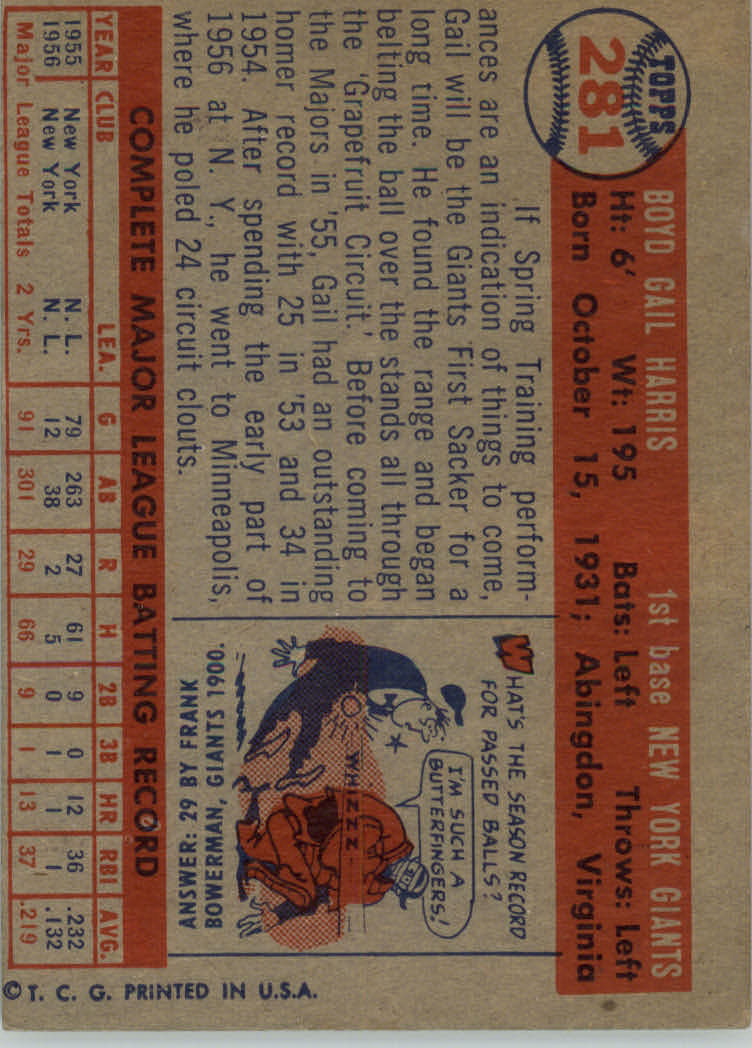 TOPPS
281
BOYD GAIL HARRIS 1st base NEW YORK GIANTS
Ht: 6' Wt: 195 Bats: Left Throws: Left
Born October 15, 1931; Abingdon, Virginia
If Spring Training perform-
ances are an indication of things to come,
Gail will be the Giants First Sacker for a
long time. He found the range and began
belting the ball over the stands all through
the 'Grapefruit Circuit.' Before coming to
the Majors in '55, Gail had an outstanding
homer record with 25 in '53 and 34 in
1954. After spending the early part of
1956 at N. Y., he went to Minneapolis,
where he poled 24 circuit clouts.
WHAT'S THE SEASON RECORD
FOR PASSED BALLS?
I'M SUCH A
BUTTERFINGERS!
WHIZZZ-
ANSWER: 29 BY FRANK
BOWERMAN, GIANTS 1900.
COMPLETE MAJOR LEAGUE BATTING RECORD
YEAR CLUB LEA. G AB R H 2B 3B HR RBI AVG.
1955 New York N. L. 79 263 27 61 9 0 12 36 .232
1956 New York N. L. 12 38 2 5 0 1 1 1 .132
Major League Totals 2 Yrs. 91 301 29 66 9 1 13 37 .219
© T. C. G. PRINTED IN U.S.A.